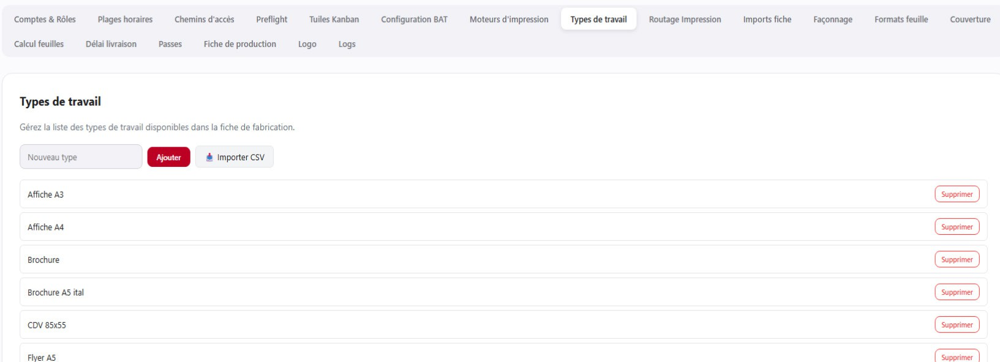 Comptes & Rôles Plages horaires Chemins d'accès Preflight Tuiles Kanban Configuration BAT Moteurs d'impression Types de travail Routage Impression Imports fiche Façonnage Formats feuille Couverture
Calcul feuilles Délai livraison Passes Fiche de production Logo Logs
Types de travail
Gérez la liste des types de travail disponibles dans la fiche de fabrication.
Nouveau type Ajouter Importer CSV
Affiche A3 Supprimer
Affiche A4 Supprimer
Brochure Supprimer
Brochure A5 ital Supprimer
CDV 85x55 Supprimer
Flyer A5 Supprimer